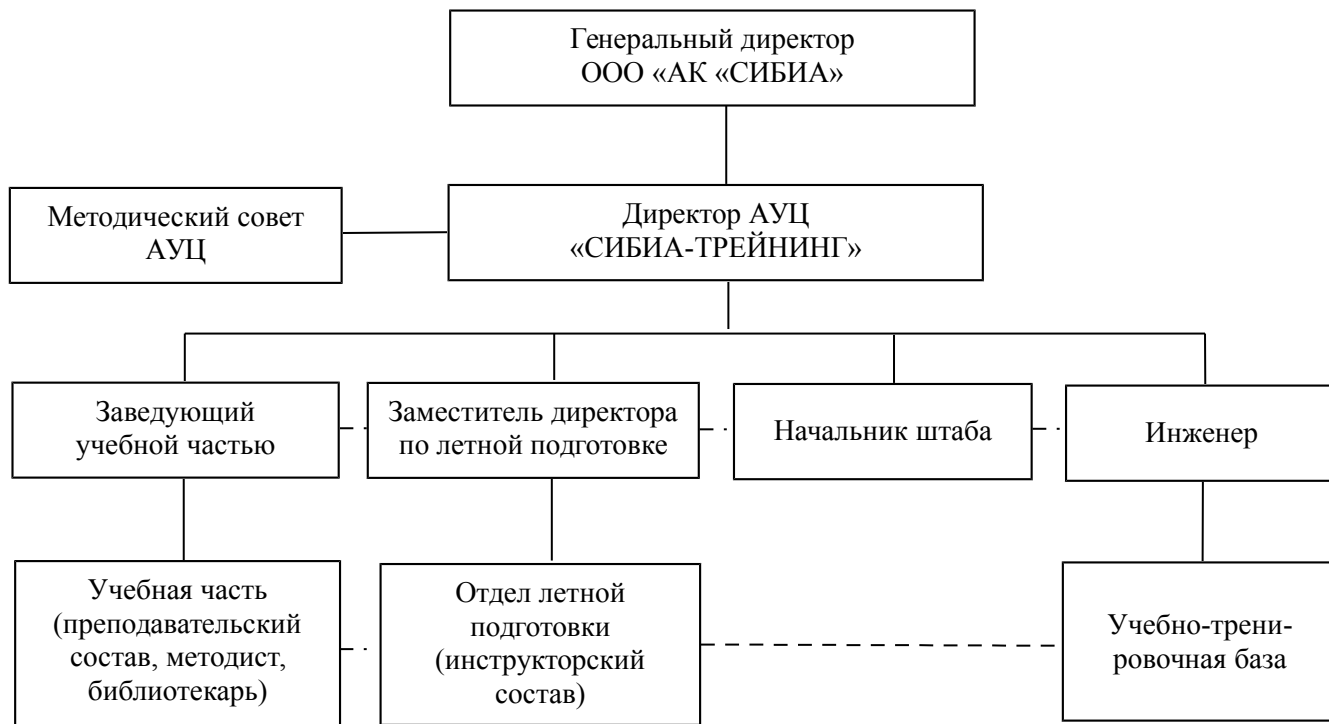 Генеральный директор
ООО «АК «СИБИА»
Методический совет
АУЦ
Директор АУЦ
«СИБИА-ТРЕЙНИНГ»
Заведующий
учебной частью
Заместитель директора
по летной подготовке
Начальник штаба
Инженер
Учебная часть
(преподавательский
состав, методист,
библиотекарь)
Отдел летной
подготовки
(инструкторский
состав)
Учебно-трени-
ровочная база